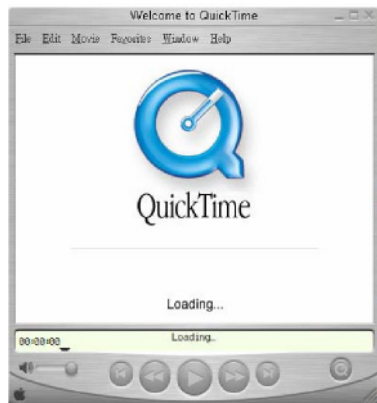 Welcome to QuickTime
File Edit Movie Favorites Window Help
QuickTime
Loading...
00:00:00 Loading..